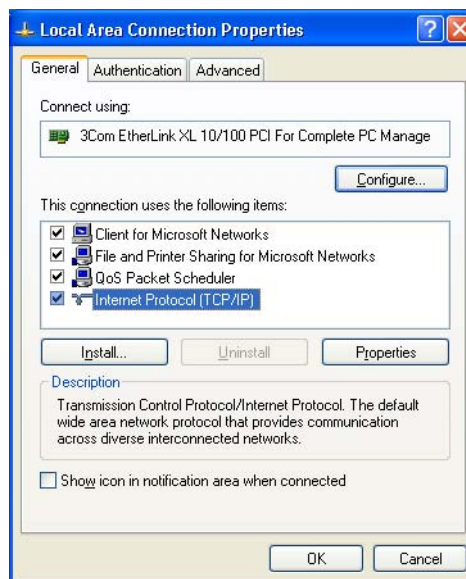 Local Area Connection Properties
General Authentication Advanced
Connect using:
3Com EtherLink XL 10/100 PCI For Complete PC Manage
Configure...
This connection uses the following items:
Client for Microsoft Networks
File and Printer Sharing for Microsoft Networks
QoS Packet Scheduler
Internet Protocol (TCP/IP)
Install... Uninstall Properties
Description
Transmission Control Protocol/Internet Protocol. The default
wide area network protocol that provides communication
across diverse interconnected networks.
Show icon in notification area when connected
OK Cancel